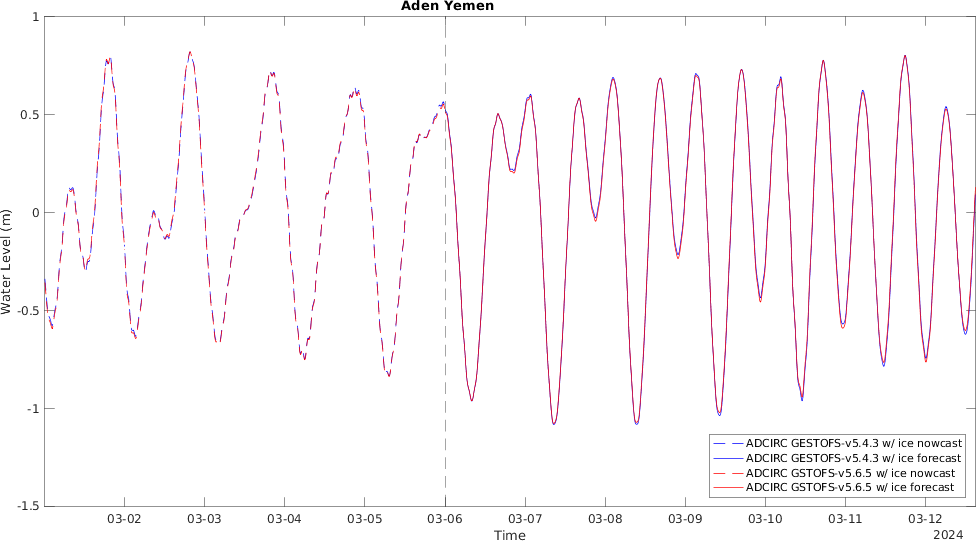 Aden Yemen
1
0.5
0
-0.5
-1
-1.5
Water Level (m)
ADCIRC GESTOFS-v5.4.3 w/ ice nowcast
ADCIRC GESTOFS-v5.4.3 w/ ice forecast
ADCIRC GSTOFS-v5.6.5 w/ ice nowcast
ADCIRC GSTOFS-v5.6.5 w/ ice forecast
03-02 03-03 03-04 03-05 03-06 03-07 03-08 03-09 03-10 03-11 03-12
Time
2024